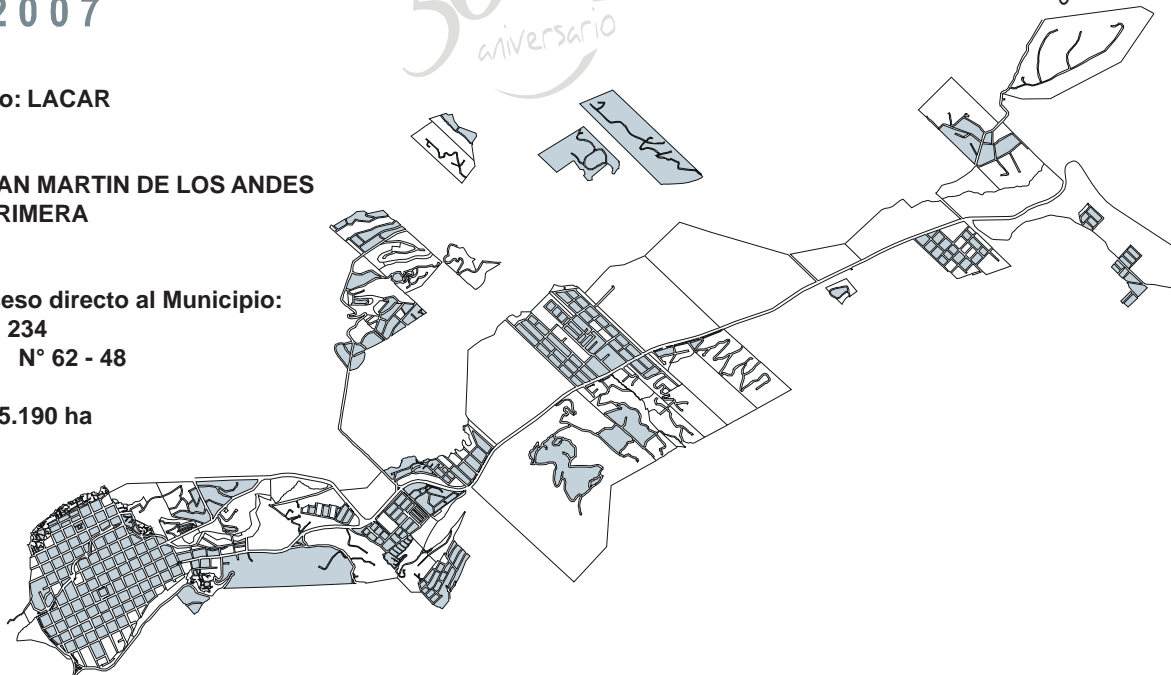 2007
aniversario
o: LACAR
AN MARTIN DE LOS ANDES
RIMERA
eso directo al Municipio:
234
N° 62 - 48
5.190 ha